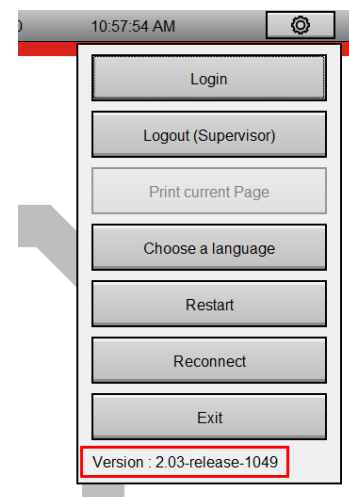 10:57:54 AM
Login
Logout (Supervisor)
Print current Page
Choose a language
Restart
Reconnect
Exit
Version : 2.03-release-1049